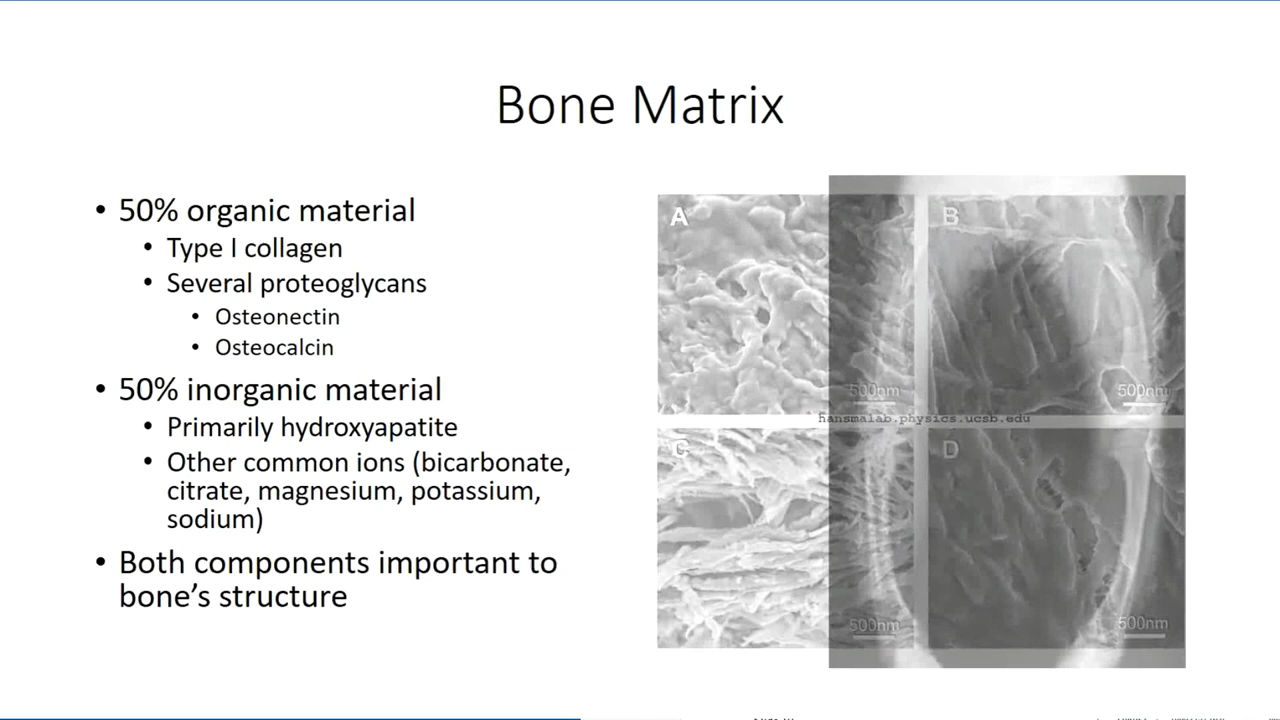 Bone Matrix
• 50% organic material
• Type I collagen
• Several proteoglycans
• Osteonectin
• Osteocalcin
• 50% inorganic material
• Primarily hydroxyapatite
• Other common ions (bicarbonate,
citrate, magnesium, potassium,
sodium)
• Both components important to
bone’s structure
A
B
500nm
500nm
hansmalab.physics.ucsb.edu
C
D
500nm
500nm